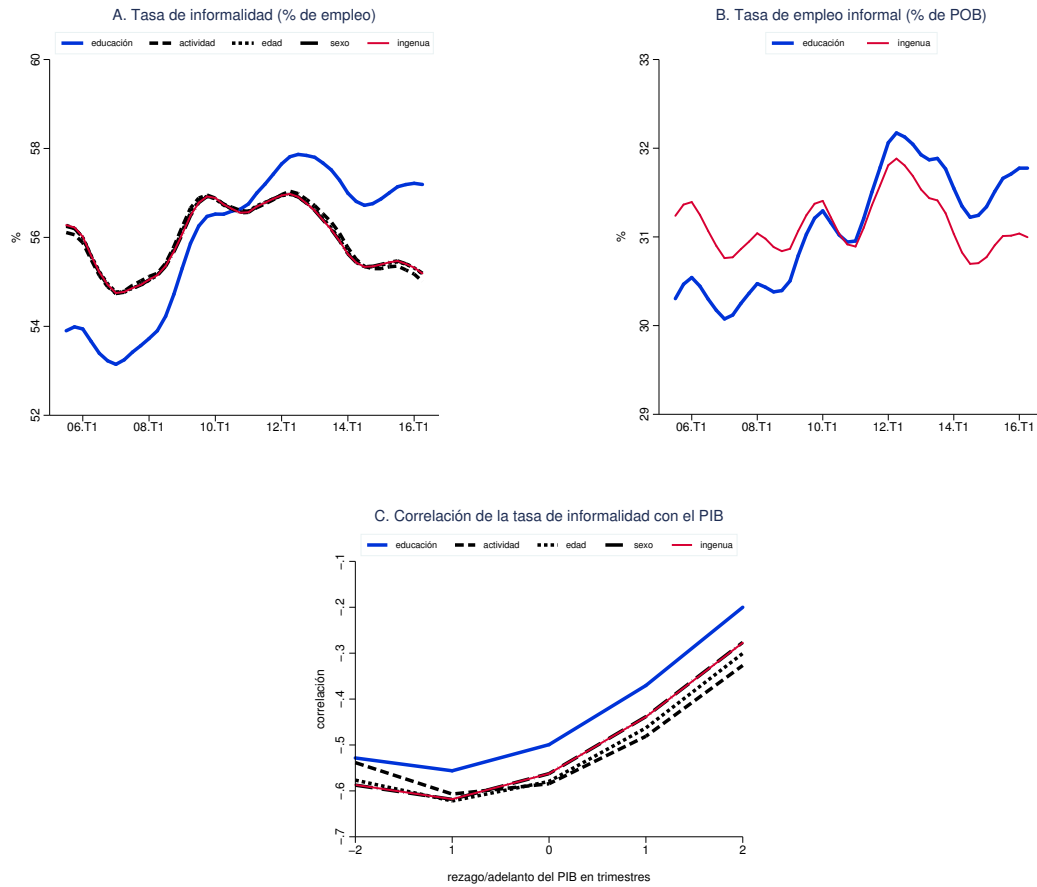 A. Tasa de informalidad (% de empleo)
educación actividad edad sexo ingenua
60
58
56
54
52
%
06.T1 08.T1 10.T1 12.T1 14.T1 16.T1
B. Tasa de empleo informal (% de POB)
educación ingenua
33
32
31
30
29
%
06.T1 08.T1 10.T1 12.T1 14.T1 16.T1
C. Correlación de la tasa de informalidad con el PIB
educación actividad edad sexo ingenua
-.1
-.2
-.3
-.4
-.5
-.6
-.7
correlación
-2 1 0 1 2
rezago/adelanto del PIB en trimestres